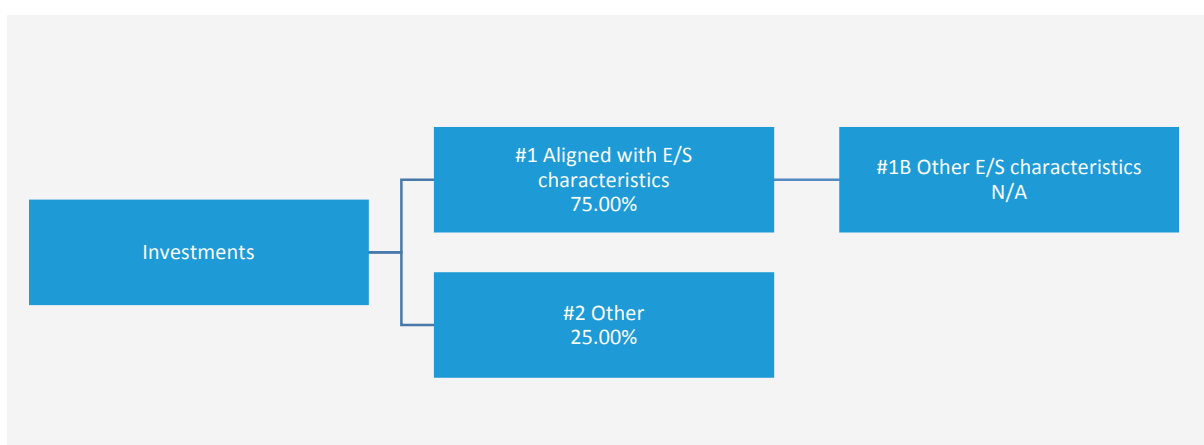 Investments
#1 Aligned with E/S
characteristics
75.00%
#2 Other
25.00%
#1B Other E/S characteristics
N/A